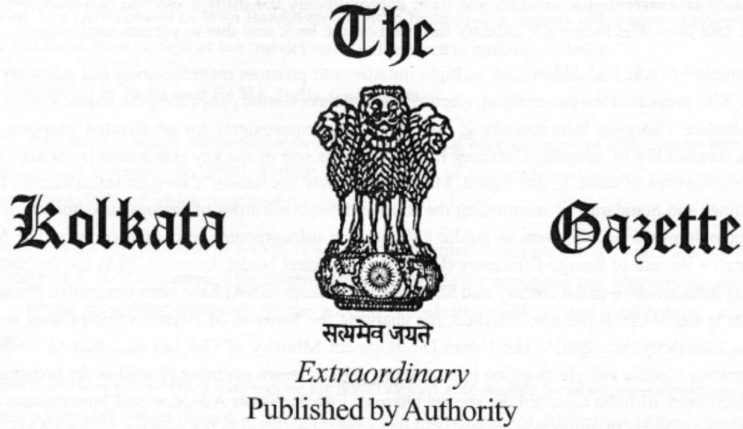 The
Kolkata Gazette
सत्यमेव जयते
Extraordinary
Published by Authority